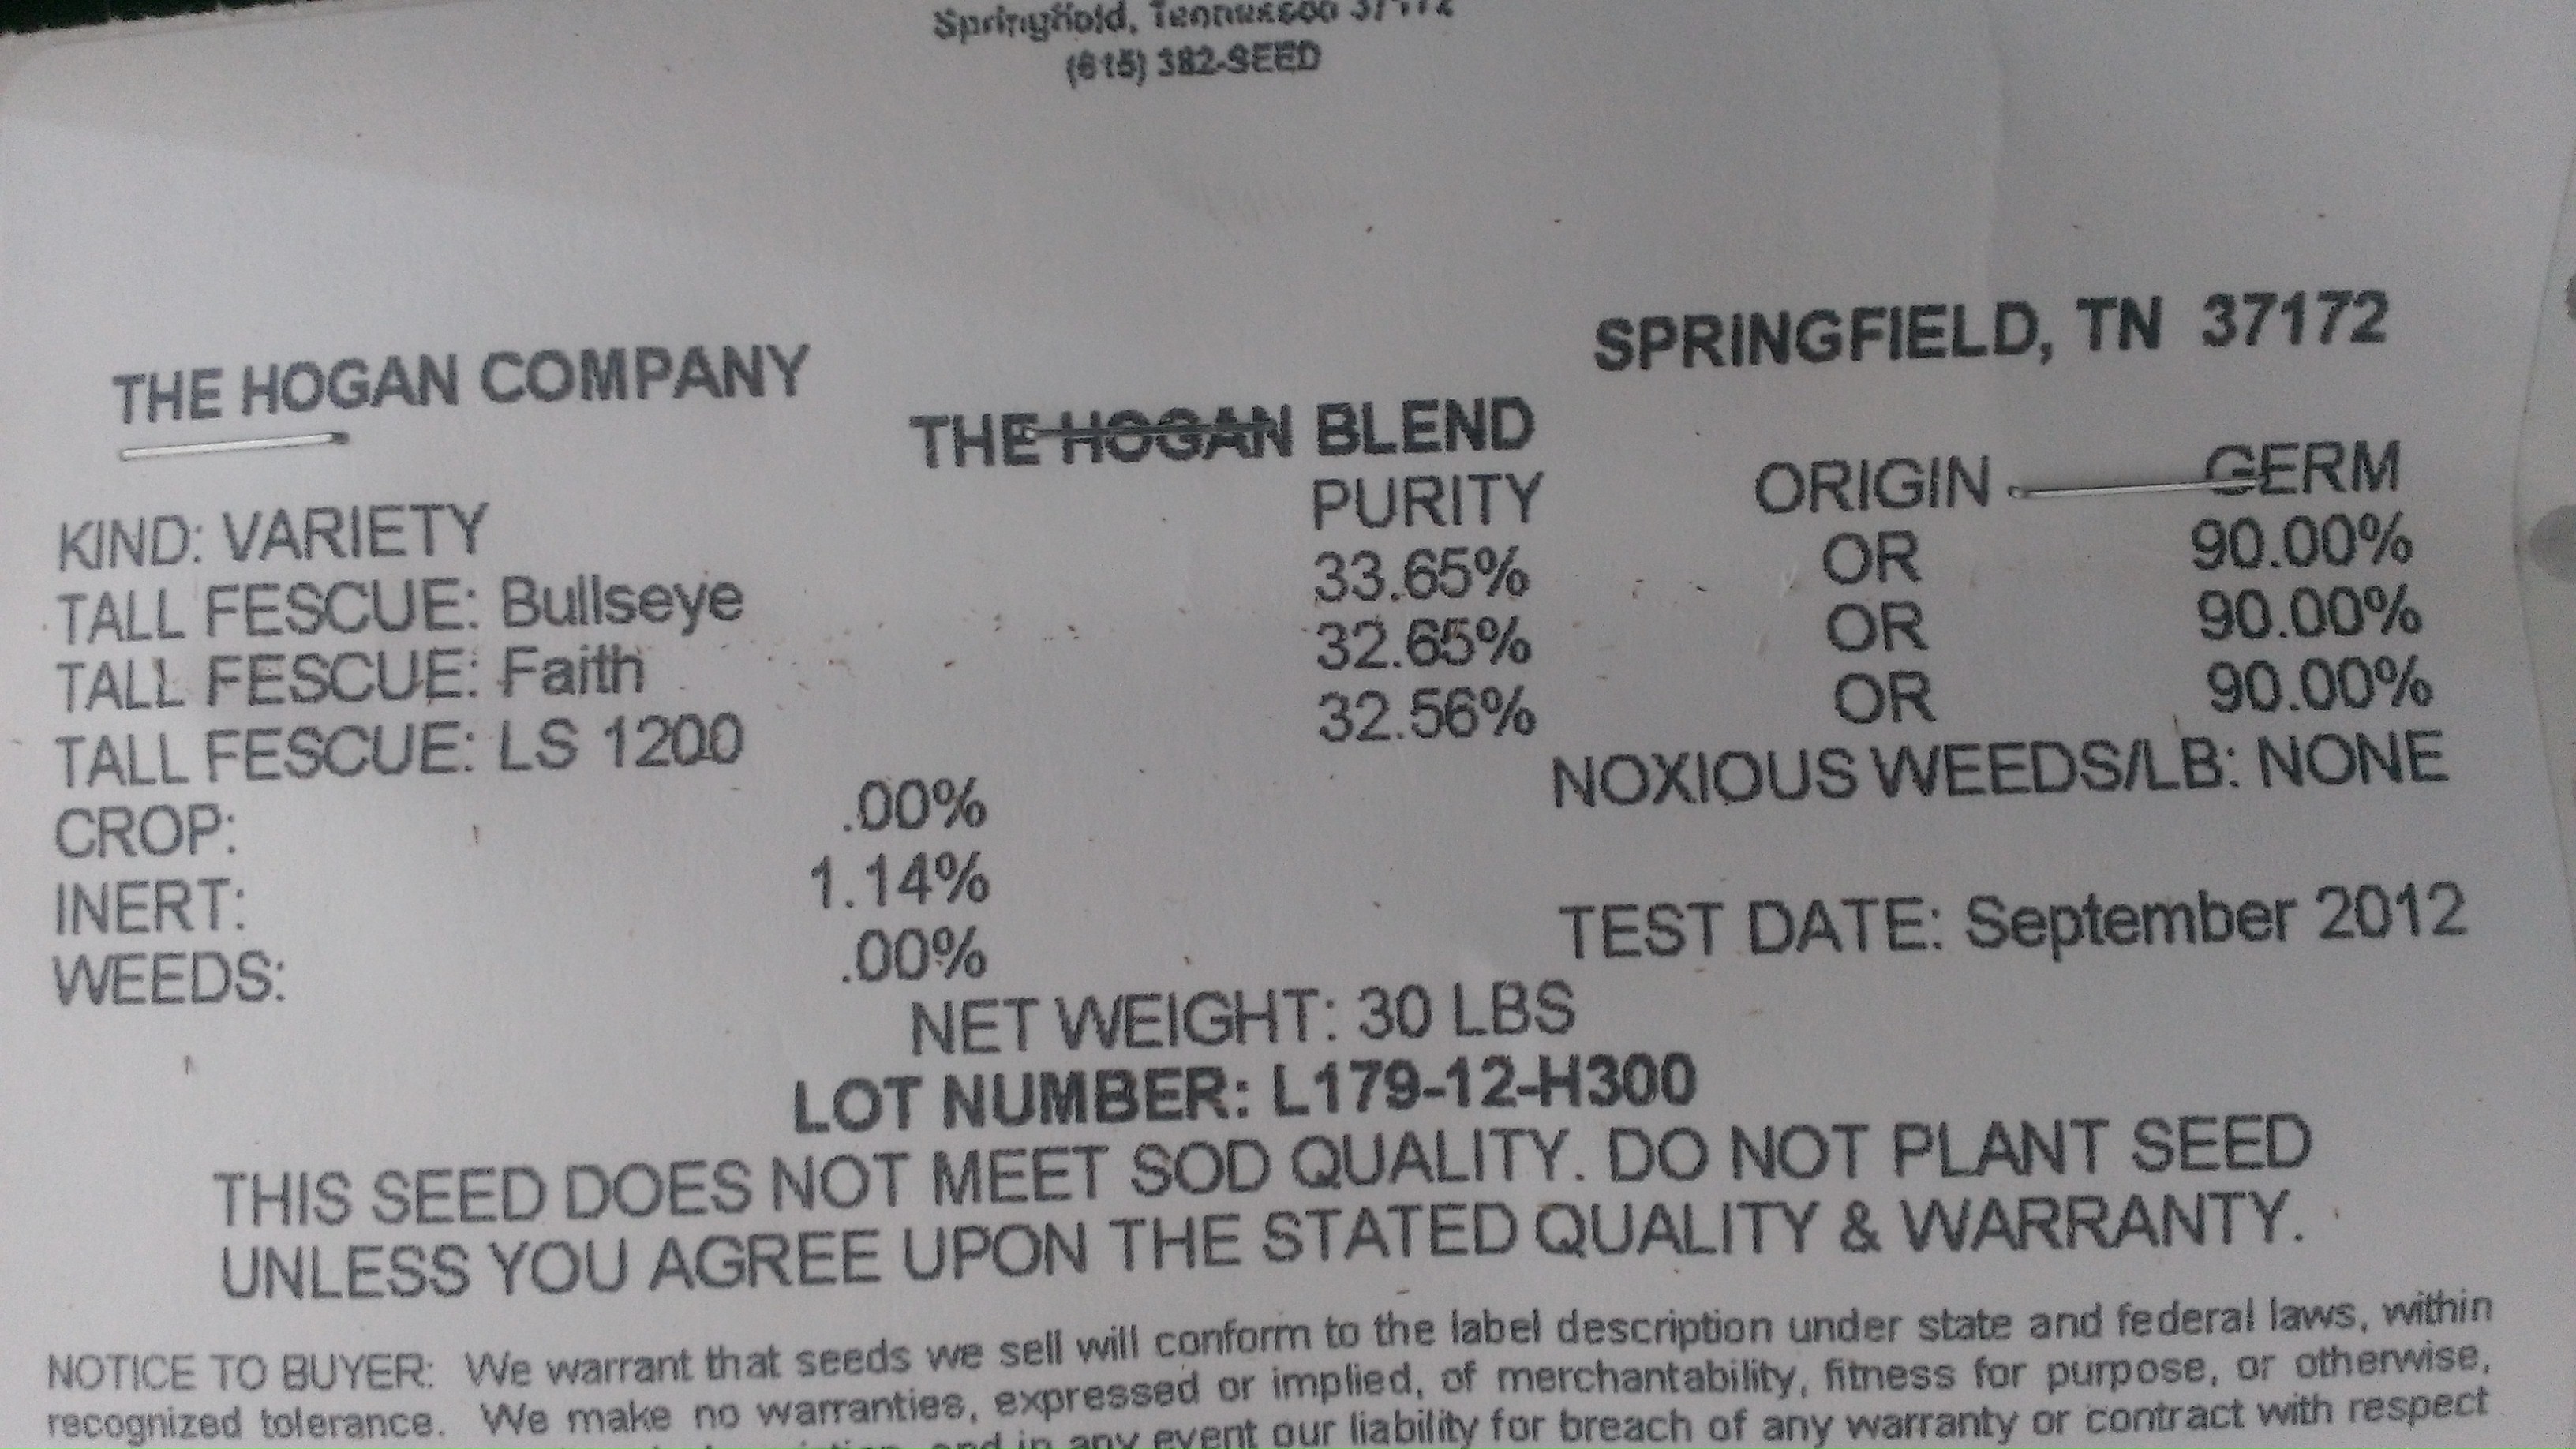 Springfield, Tennessee 37172
(615) 382-SEED
THE HOGAN COMPANY SPRINGFIELD, TN 37172
THE HOGAN BLEND
KIND: VARIETY PURITY ORIGIN GERM
TALL FESCUE: Bullseye 33.65% OR 90.00%
TALL FESCUE: Faith 32.65% OR 90.00%
TALL FESCUE: LS 1200 32.56% OR 90.00%
CROP: .00% NOXIOUS WEEDS/LB: NONE
INERT: 1.14%
WEEDS: .00% TEST DATE: September 2012
NET WEIGHT: 30 LBS
LOT NUMBER: L179-12-H300
THIS SEED DOES NOT MEET SOD QUALITY. DO NOT PLANT SEED
UNLESS YOU AGREE UPON THE STATED QUALITY & WARRANTY.
NOTICE TO BUYER: We warrant that seeds we sell will conform to the label description under state and federal laws, within
recognized tolerance. We make no warranties, expressed or implied, of merchantability, fitness for purpose, or otherwise,
and in any event our liability for breach of any warranty or contract with respect